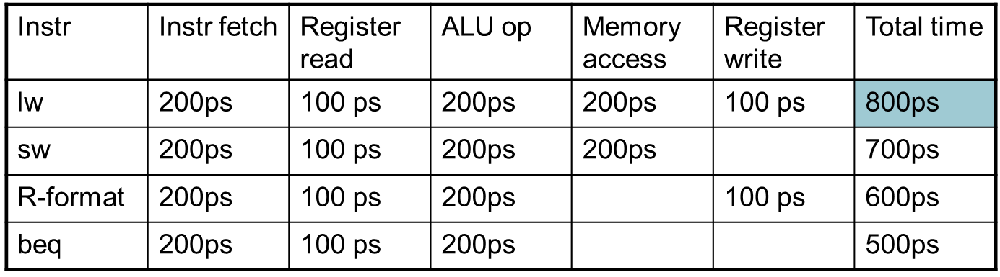 Instr Instr fetch Register read ALU op Memory access Register write Total time
lw 200ps 100 ps 200ps 200ps 100 ps 800ps
sw 200ps 100 ps 200ps 200ps 700ps
R-format 200ps 100 ps 200ps 100 ps 600ps
beq 200ps 100 ps 200ps 500ps